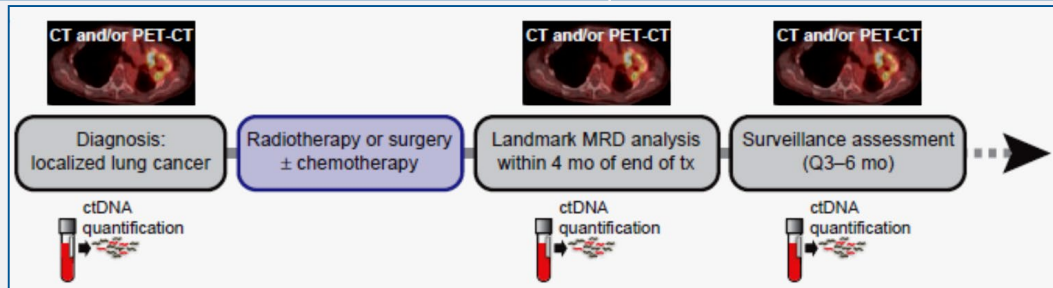 CT and/or PET-CT
CT and/or PET-CT
CT and/or PET-CT
Diagnosis:
localized lung cancer
Radiotherapy or surgery
± chemotherapy
Landmark MRD analysis
within 4 mo of end of tx
Surveillance assessment
(Q3–6 mo)
ctDNA
quantification
ctDNA
quantification
ctDNA
quantification